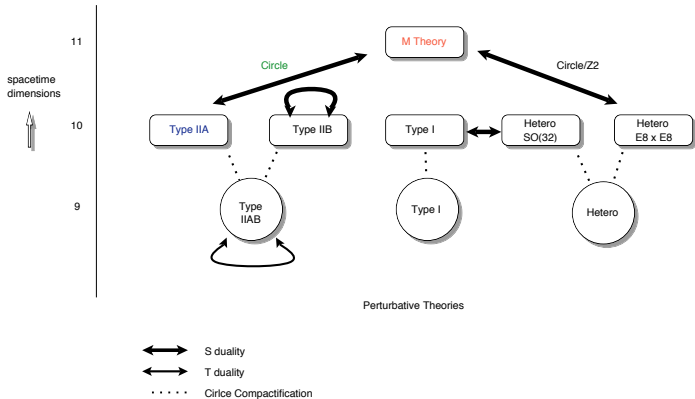 11
M Theory
Circle
Circle/Z2
spacetime
dimensions
10
Type IIA
Type IIB
Type I
Hetero
SO(32)
Hetero
E8 x E8
9
Type
IIAB
Type I
Hetero
Perturbative Theories
S duality
T duality
Cirlce Compactification